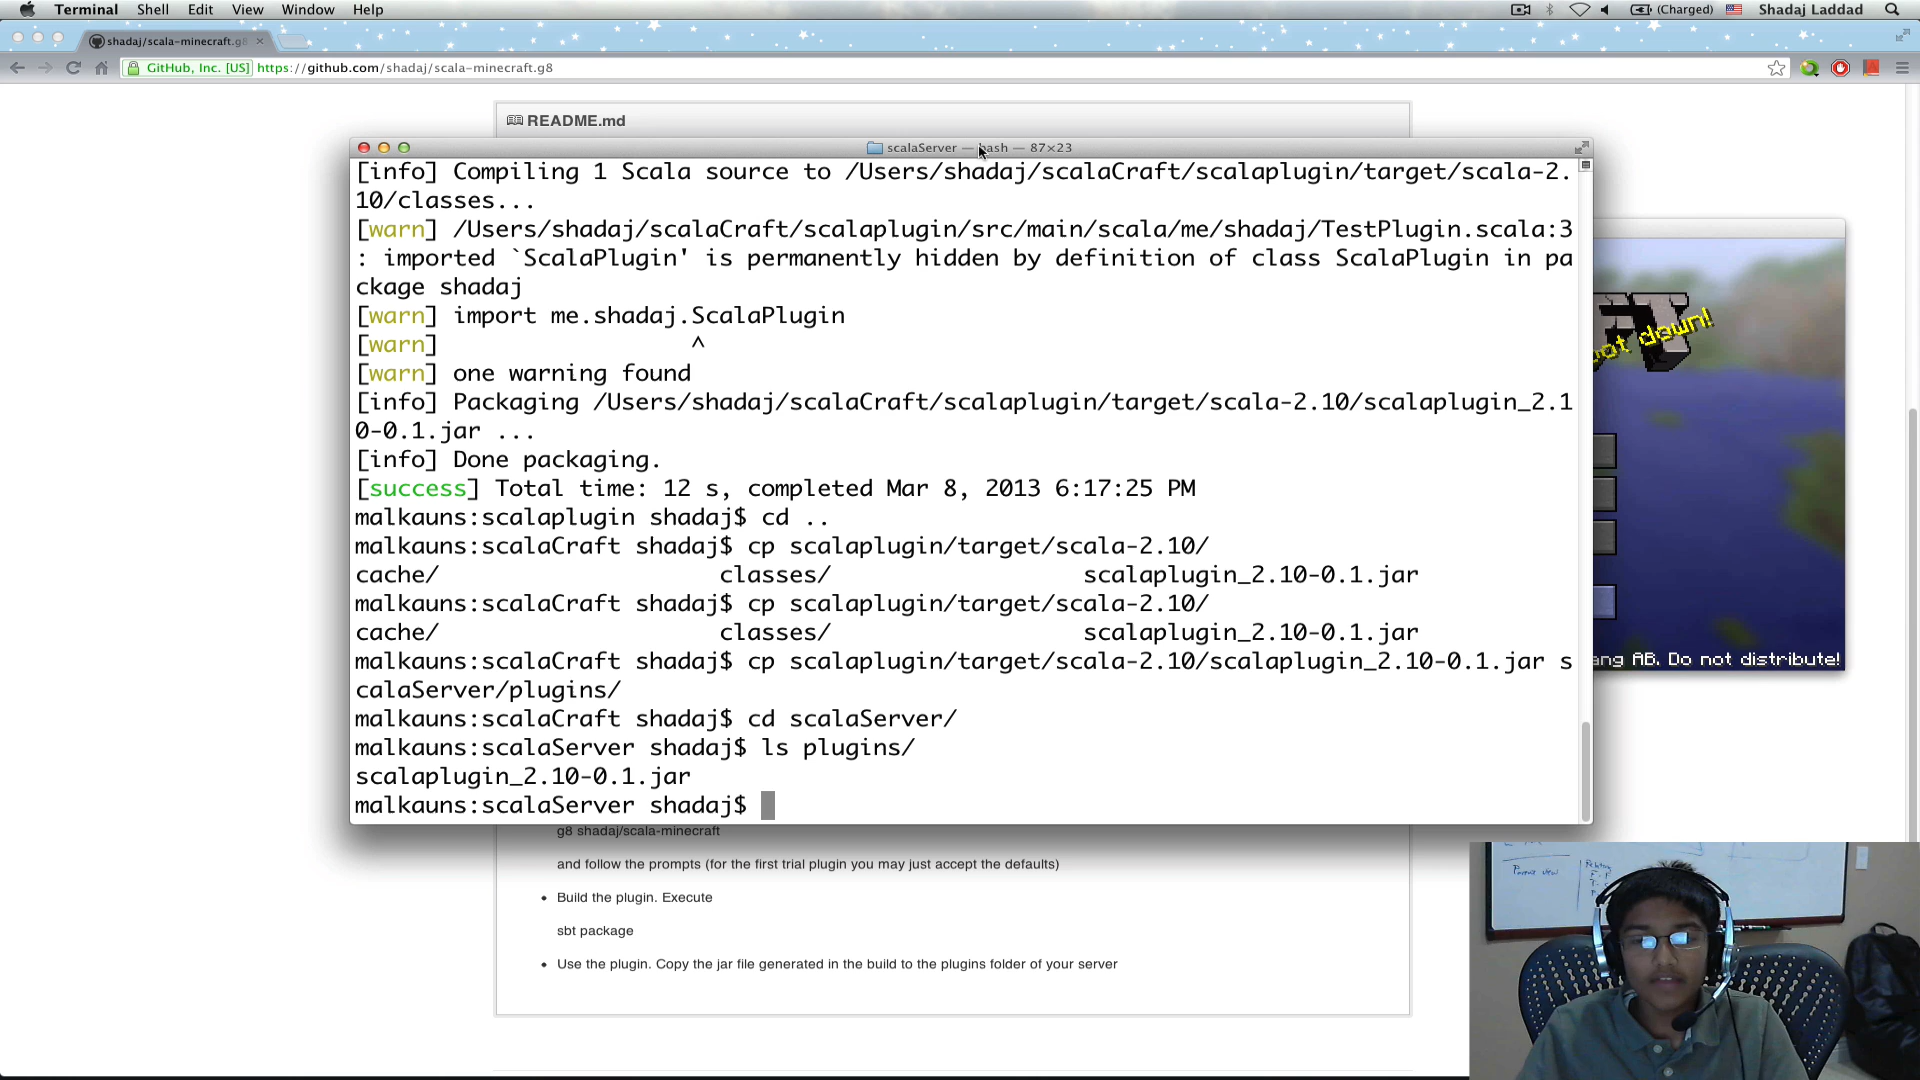 Terminal Shell Edit View Window Help (Charged) Shadaj Laddad
shadaj/scala-minecraft.g8
GitHub, Inc. [US] https://github.com/shadaj/scala-minecraft.g8
README.md
scalaServer — bash — 87×23
[info] Compiling 1 Scala source to /Users/shadaj/scalaCraft/scalaplugin/target/scala-2.
10/classes...
[warn] /Users/shadaj/scalaCraft/scalaplugin/src/main/scala/me/shadaj/TestPlugin.scala:3
: imported `ScalaPlugin' is permanently hidden by definition of class ScalaPlugin in pa
ckage shadaj
[warn] import me.shadaj.ScalaPlugin
[warn] ^
[warn] one warning found
[info] Packaging /Users/shadaj/scalaCraft/scalaplugin/target/scala-2.10/scalaplugin_2.1
0-0.1.jar ...
[info] Done packaging.
[success] Total time: 12 s, completed Mar 8, 2013 6:17:25 PM
malkauns:scalaplugin shadaj$ cd ..
malkauns:scalaCraft shadaj$ cp scalaplugin/target/scala-2.10/
cache/ classes/ scalaplugin_2.10-0.1.jar
malkauns:scalaCraft shadaj$ cp scalaplugin/target/scala-2.10/
cache/ classes/ scalaplugin_2.10-0.1.jar
malkauns:scalaCraft shadaj$ cp scalaplugin/target/scala-2.10/scalaplugin_2.10-0.1.jar s
calaServer/plugins/
malkauns:scalaCraft shadaj$ cd scalaServer/
malkauns:scalaServer shadaj$ ls plugins/
scalaplugin_2.10-0.1.jar
malkauns:scalaServer shadaj$
down!
ang AB. Do not distribute!
g8 shadaj/scala-minecraft
and follow the prompts (for the first trial plugin you may just accept the defaults)
• Build the plugin. Execute
sbt package
• Use the plugin. Copy the jar file generated in the build to the plugins folder of your server